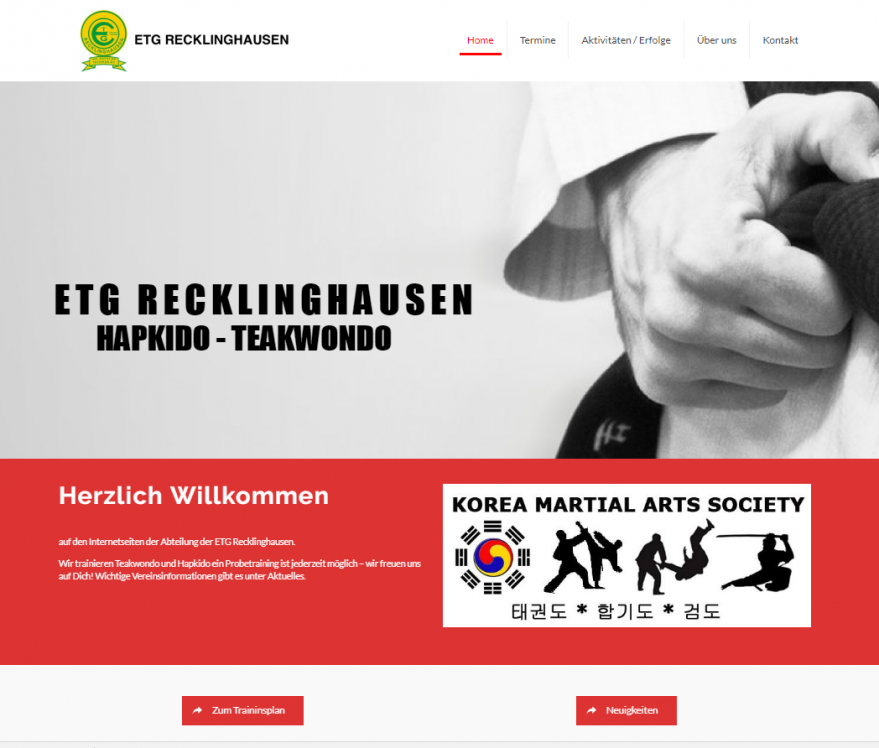 ETG RECKLINGHAUSEN
Home
Termine
Aktivitäten / Erfolge
Über uns
Kontakt
ETG RECKLINGHAUSEN
HAPKIDO - TEAKWONDO
Herzlich Willkommen
auf den Internetseiten der Abteilung der ETG Recklinghausen.
Wir trainieren Teakwondo und Hapkido ein Probetraining ist jederzeit möglich – wir freuen uns
auf Dich! Wichtige Vereinsinformationen gibt es unter Aktuelles.
KOREA MARTIAL ARTS SOCIETY
태권도 * 합기도 * 검도
Zum Traininsplan
Neuigkeiten